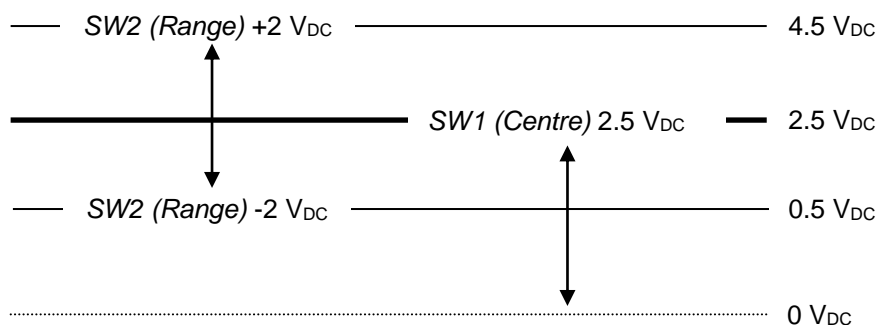 SW2 (Range) +2 VDC 4.5 VDC
SW1 (Centre) 2.5 VDC 2.5 VDC
SW2 (Range) -2 VDC 0.5 VDC
0 VDC